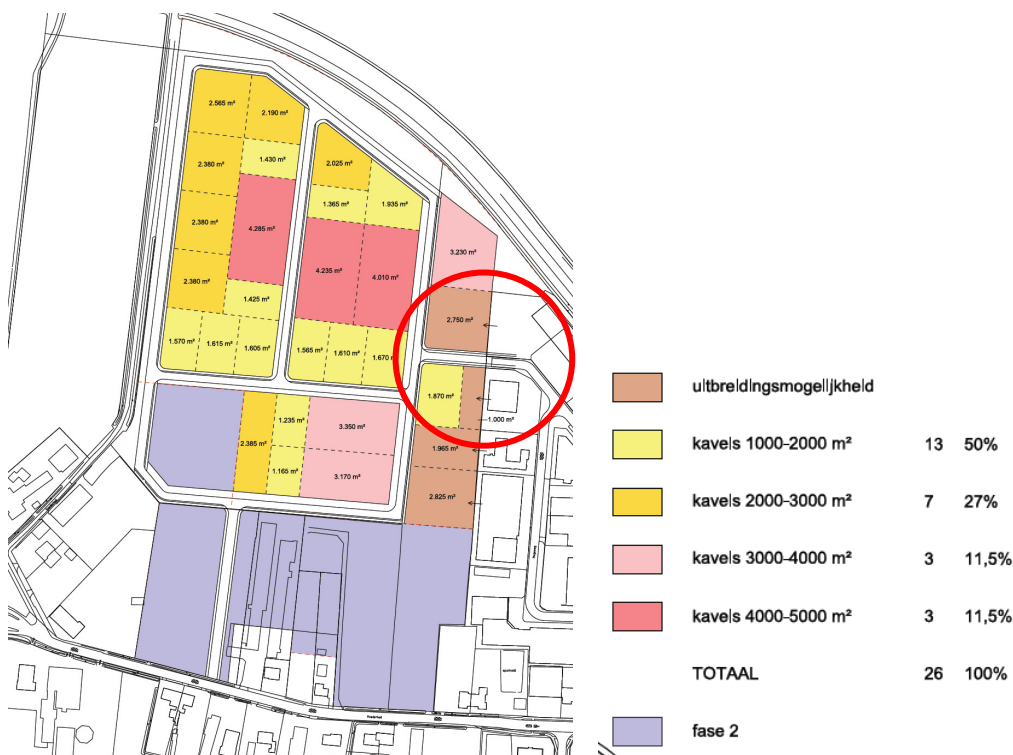 2.565 m²
2.190 m²
2.380 m²
1.430 m²
2.025 m²
1.365 m²
1.935 m²
2.380 m²
4.285 m²
3.230 m²
4.235 m²
4.010 m²
2.380 m²
1.425 m²
2.750 m²
1.570 m²
1.615 m²
1.605 m²
1.565 m²
1.610 m²
1.670
1.870 m²
1.000 m²
1.235 m²
3.350 m²
2.385 m²
1.965 m²
1.165 m²
3.170 m²
2.825 m²
uitbreidingsmogelijkheid
kavels 1000-2000 m² 13 50%
kavels 2000-3000 m² 7 27%
kavels 3000-4000 m² 3 11,5%
kavels 4000-5000 m² 3 11,5%
TOTAAL 26 100%
fase 2